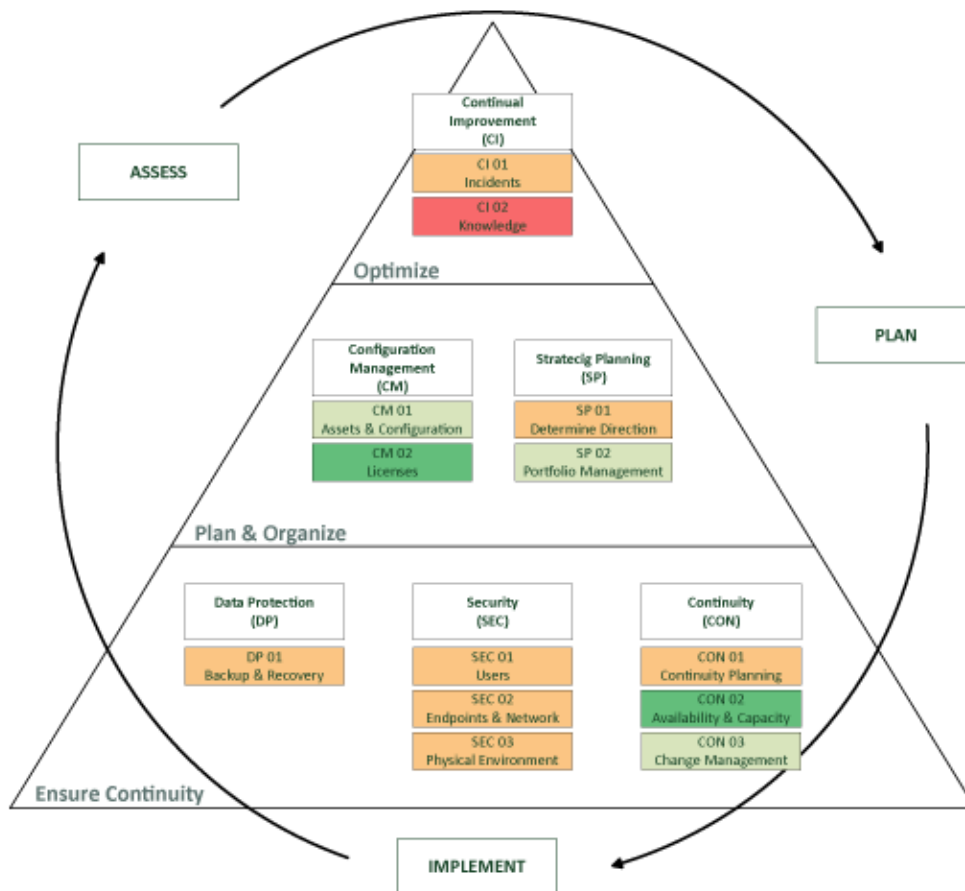 Continual
Improvement
(CI)
CI 01
Incidents
CI 02
Knowledge
ASSESS
Optimize
PLAN
Configuration
Management
(CM)
CM 01
Assets & Configuration
CM 02
Licenses
Stratecig Planning
(SP)
SP 01
Determine Direction
SP 02
Portfolio Management
Plan & Organize
Data Protection
(DP)
DP 01
Backup & Recovery
Security
(SEC)
SEC 01
Users
SEC 02
Endpoints & Network
SEC 03
Physical Environment
Continuity
(CON)
CON 01
Continuity Planning
CON 02
Availability & Capacity
CON 03
Change Management
Ensure Continuity
IMPLEMENT